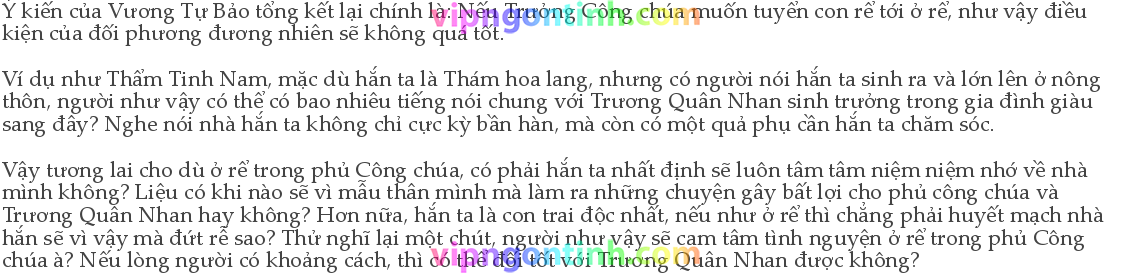 Ý kiến của Vương Tự Bảo tổng kết lại chính là: Nếu Trưởng Công chúa muốn tuyển con rể tới ở rể, như vậy điều
kiện của đối phương đương nhiên sẽ không quá tốt.
vipngontinh.com
Ví dụ như Thẩm Tinh Nam, mặc dù hắn ta là Thám hoa lang, nhưng có người nói hắn ta sinh ra và lớn lên ở nông
thôn, người như vậy có thể có bao nhiêu tiếng nói chung với Trương Quân Nhan sinh trưởng trong gia đình giàu
sang đây? Nghe nói nhà hắn ta không chỉ cực kỳ bần hàn, mà còn có một quả phụ cần hắn ta chăm sóc.
Vậy tương lai cho dù ở rể trong phủ Công chúa, có phải hắn ta nhất định sẽ luôn tâm tâm niệm niệm nhớ về nhà
mình không? Liệu có khi nào sẽ vì mẫu thân mình mà làm ra những chuyện gây bất lợi cho phủ công chúa và
Trương Quân Nhan hay không? Hơn nữa, hắn ta là con trai độc nhất, nếu như ở rể thì chẳng phải huyết mạch nhà
hắn sẽ vì vậy mà đứt rễ sao? Thử nghĩ lại một chút, người như vậy sẽ cam tâm tình nguyện ở rể trong phủ Công
chúa à? Nếu lòng người có khoảng cách, thì có thể đối tốt với Trương Quân Nhan được không?
vipngontinh.com